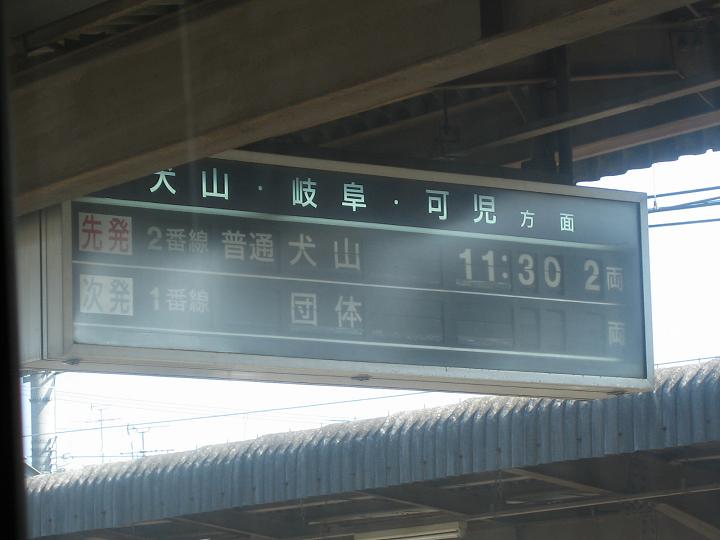 犬山・岐阜・可児 方面
先発 2番線 普通 犬山 11:30 2両
次発 1番線 団体 両